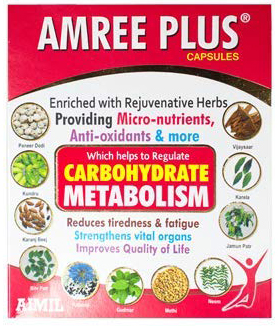 AMREE PLUS®
CAPSULES
Enriched with Rejuvenative Herbs
Providing Micro-nutrients,
Anti-oxidants & more
Which helps to Regulate
CARBOHYDRATE
METABOLISM
Reduces tiredness & fatigue
Strengthens vital organs
Improves Quality of Life
Paneer Dodi
Vijaysaar
Kundru
Karela
Karanj Beej
Jamun Patr
Gudmar
Methi
Neem
AIMIL